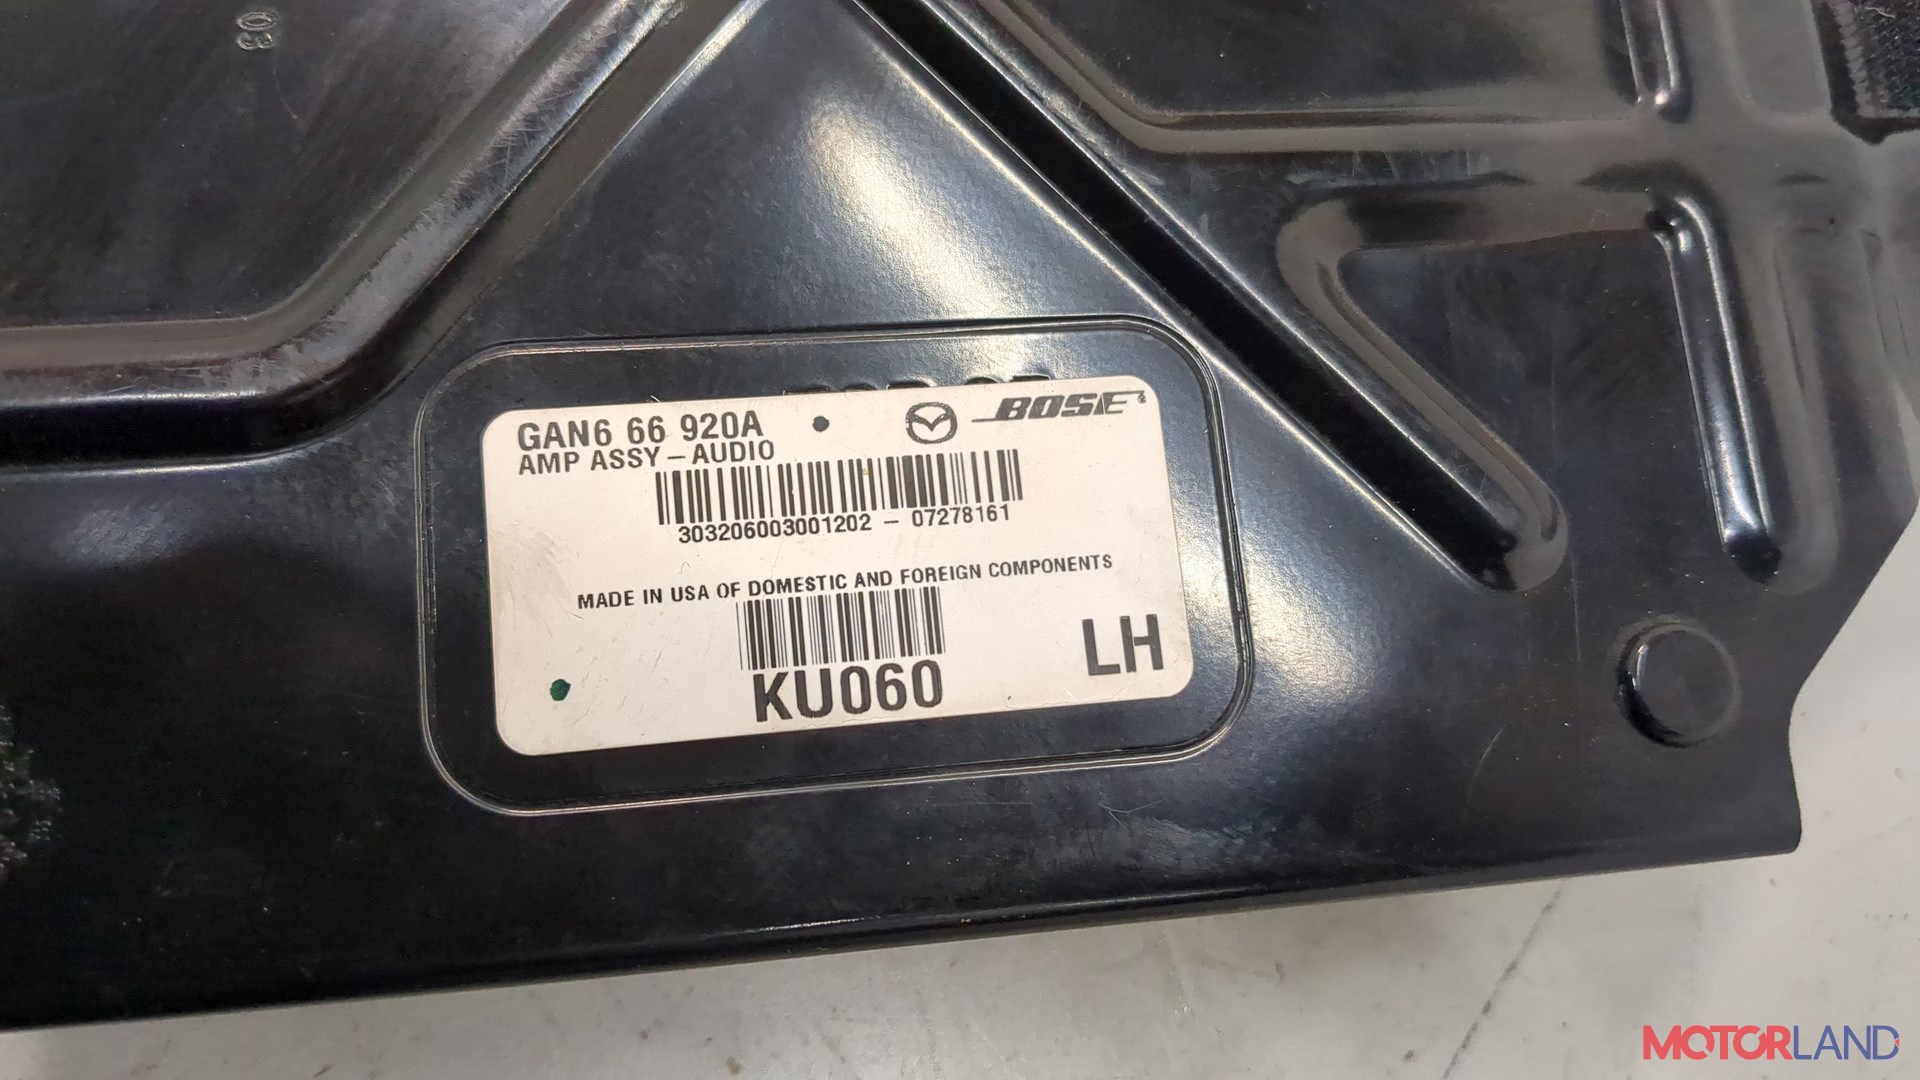 03
GAN6 66 920A
BOSE
AMP ASSY – AUDIO
303206003001202 – 07278161
MADE IN USA OF DOMESTIC AND FOREIGN COMPONENTS
KU060
LH
MOTORLAND